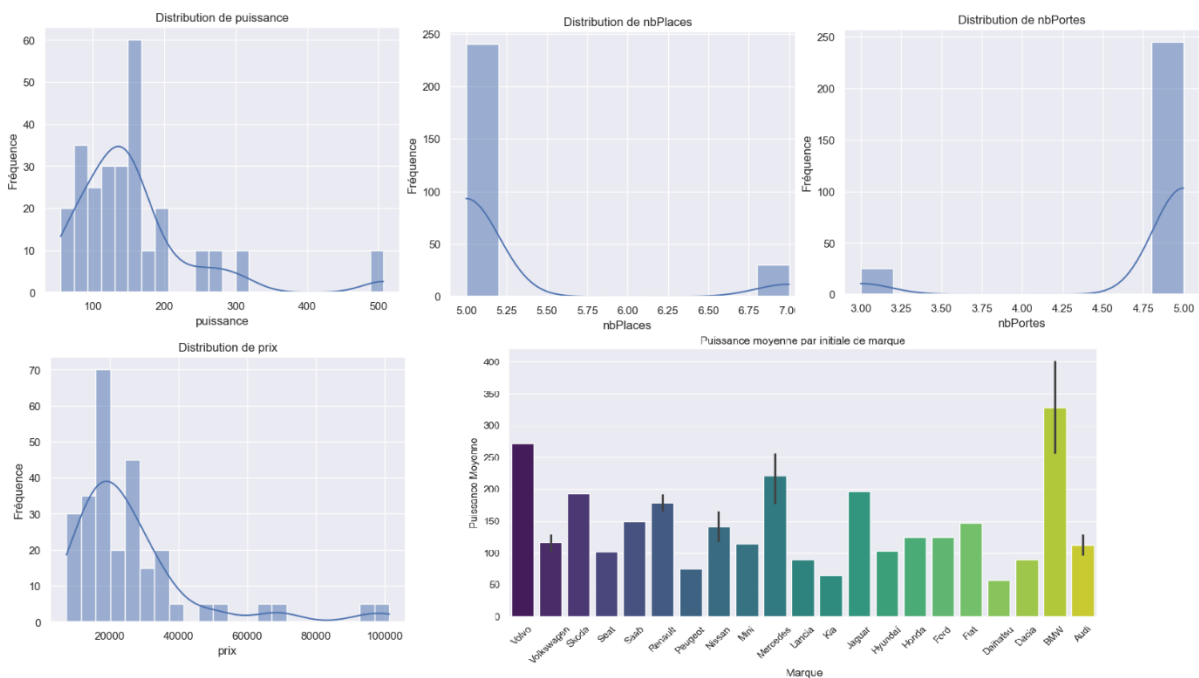 Distribution de puissance
60
50
40
30
20
10
0
Fréquence
100
200
300
400
500
puissance
Distribution de nbPlaces
250
200
150
100
50
0
Fréquence
5.00
5.25
5.50
5.75
6.00
6.25
6.50
6.75
7.0
nbPlaces
Distribution de nbPortes
250
200
150
100
50
0
Fréquence
3.00
3.25
3.50
3.75
4.00
4.25
4.50
4.75
5.00
nbPortes
Distribution de prix
70
60
50
40
30
20
10
0
Fréquence
20000
40000
60000
80000
100000
prix
Puissance moyenne par initiale de marque
400
350
300
250
200
150
100
50
0
Puissance Moyenne
Volvo
Volkswagen
Skoda
Seat
Saab
Renault
Peugeot
Nissan
Mini
Mercedes
Lancia
Kia
Jaguar
Hyundai
Honda
Ford
Fiat
Daihatsu
Dacia
BMW
Audi
Marque